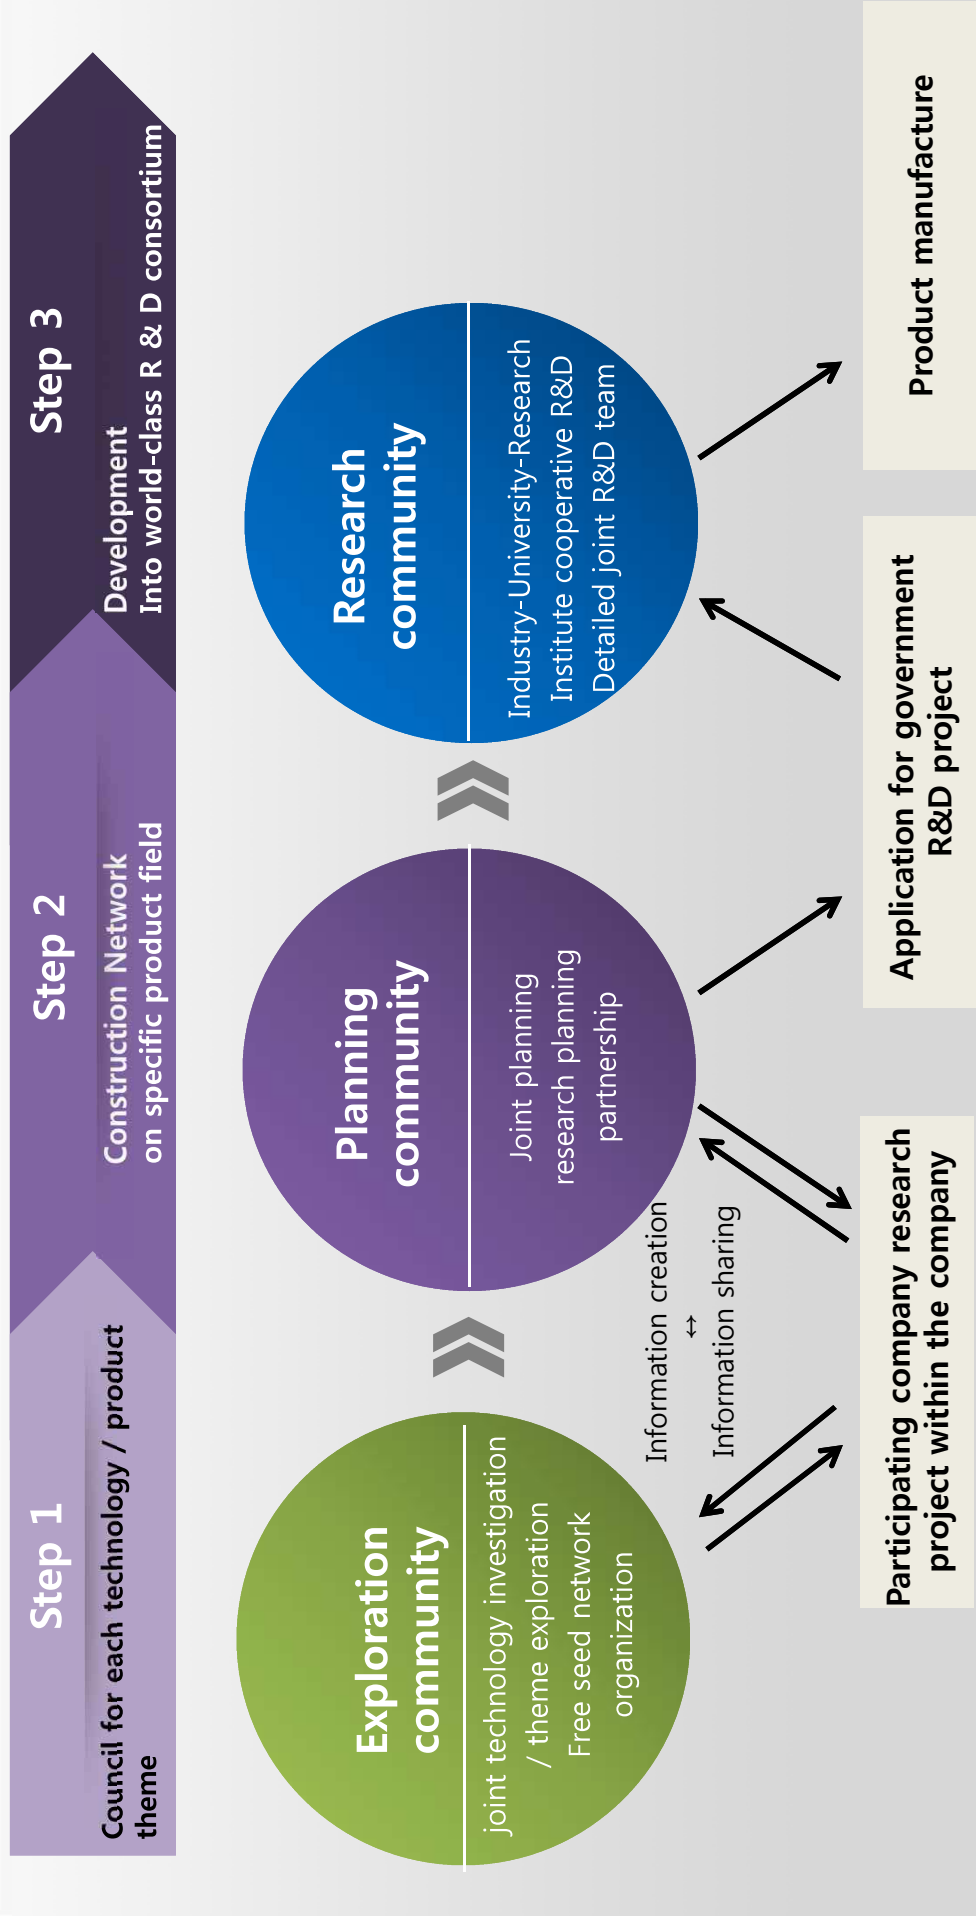 Step 1
Council for each technology / product
theme
Step 2
Construction Network
on specific product field
Step 3
Development
Into world-class R & D consortium
Exploration
community
joint technology investigation
/ theme exploration
Free seed network
organization
Planning
community
Joint planning
research planning
partnership
Research
community
Industry-University-Research
Institute cooperative R&D
Detailed joint R&D team
Information creation
↔
Information sharing
Participating company research
project within the company
Application for government
R&D project
Product manufacture